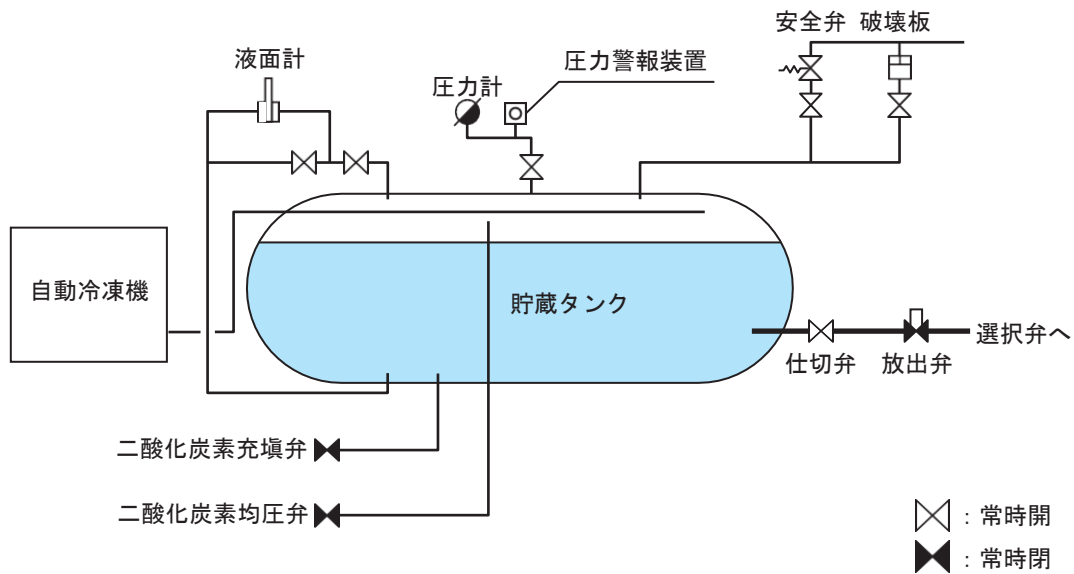 安全弁 破壊板
液面計
圧力警報装置
圧力計
自動冷凍機
貯蔵タンク
選択弁へ
仕切弁 放出弁
二酸化炭素充塡弁
二酸化炭素均圧弁
：常時開
：常時閉